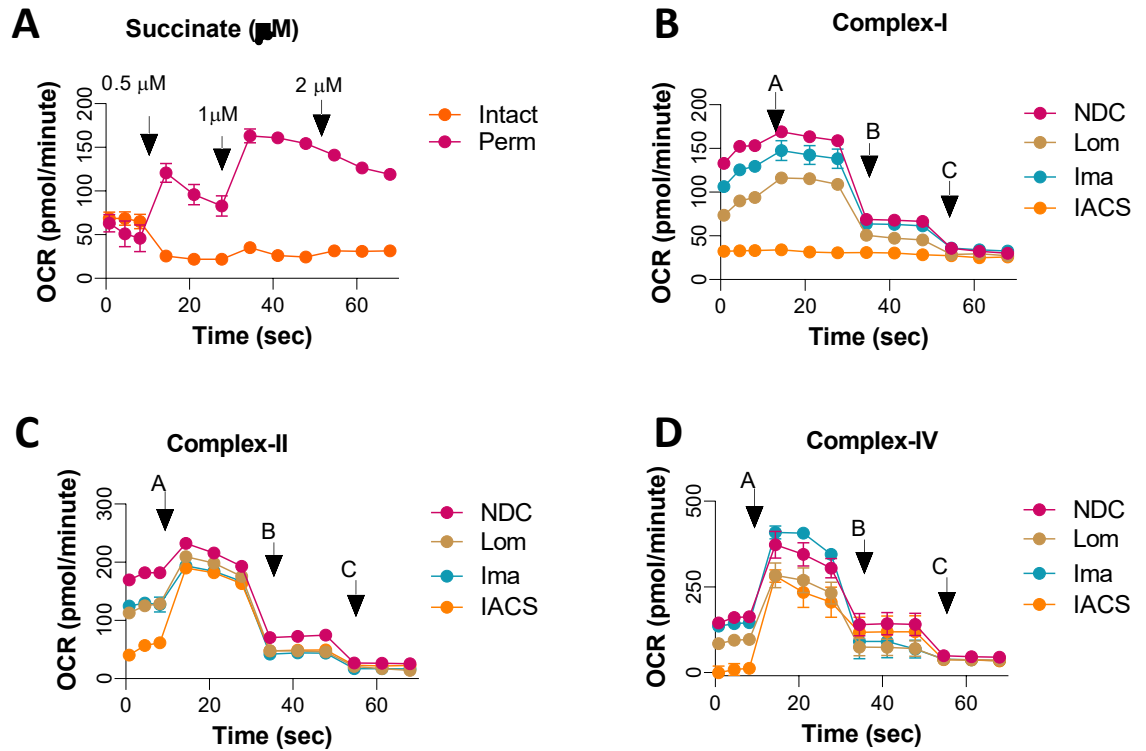 A
Succinate (μM)
0.5 μM
1μM
2 μM
200
150
100
50
0
OCR (pmol/minute)
0
20
40
60
Time (sec)
Intact
Perm
B
Complex-I
A
B
C
200
150
100
50
0
OCR (pmol/minute)
0
20
40
60
Time (sec)
NDC
Lom
Ima
IACS
C
Complex-II
A
B
C
300
200
100
0
OCR (pmol/minute)
0
20
40
60
Time (sec)
NDC
Lom
Ima
IACS
D
Complex-IV
A
B
C
500
250
0
OCR (pmol/minute)
0
20
40
60
Time (sec)
NDC
Lom
Ima
IACS